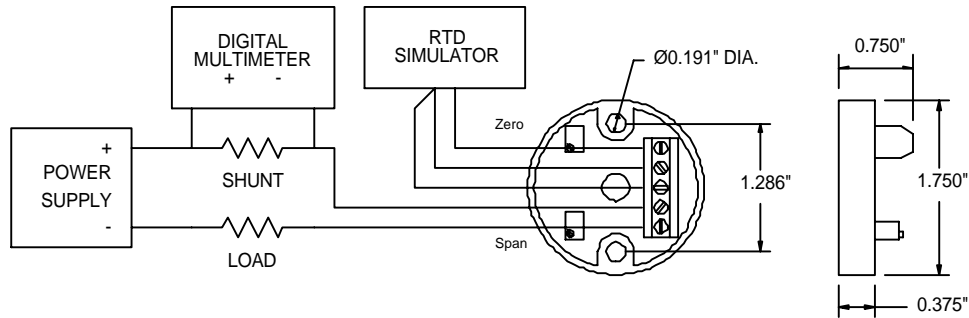 DIGITAL
MULTIMETER
+ -
RTD
SIMULATOR
Ø0.191" DIA.
0.750"
Zero
+
POWER
SUPPLY
-
SHUNT
LOAD
1.286"
1.750"
Span
0.375"